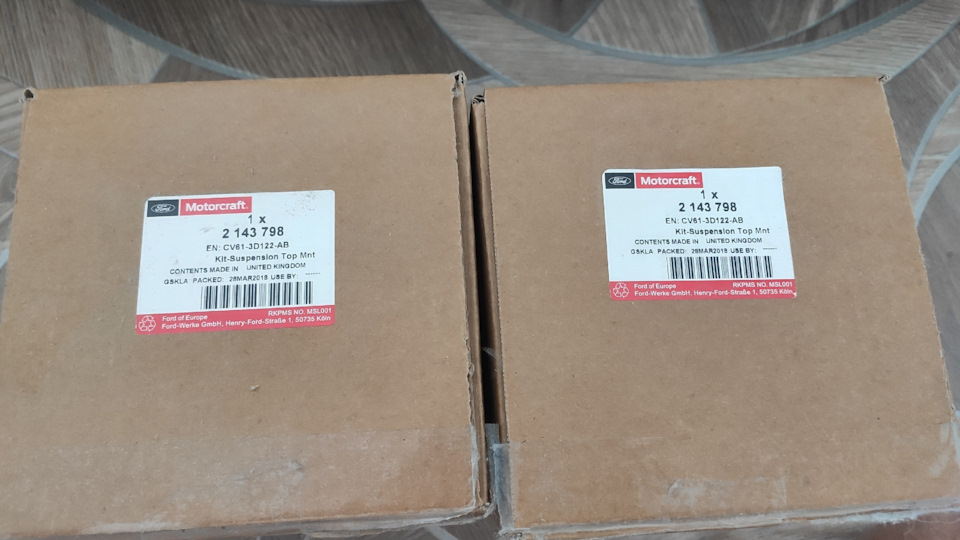 Ford Motorcraft.
1 x
2 143 798
EN: CV61-3D122-AB
Kit-Suspension Top Mnt
CONTENTS MADE IN UNITED KINGDOM
GSKLA PACKED: 28MAR2018 USE BY: ------
Ford of Europe RKPMS NO. MSL001
Ford-Werke GmbH, Henry-Ford-Straße 1, 50735 Köln
Ford Motorcraft.
1 x
2 143 798
EN: CV61-3D122-AB
Kit-Suspension Top Mnt
CONTENTS MADE IN UNITED KINGDOM
GSKLA PACKED: 28MAR2018 USE BY: ------
Ford of Europe RKPMS NO. MSL001
Ford-Werke GmbH, Henry-Ford-Straße 1, 50735 Köln